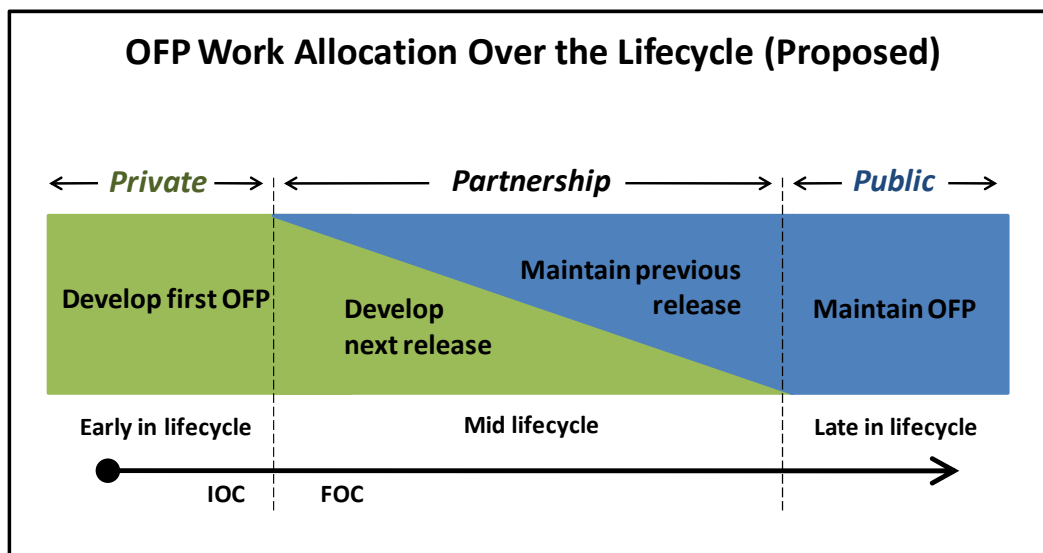 OFP Work Allocation Over the Lifecycle (Proposed)
Private
Partnership
Public
Develop first OFP
Develop
next release
Maintain previous
release
Maintain OFP
Early in lifecycle
Mid lifecycle
Late in lifecycle
IOC
FOC